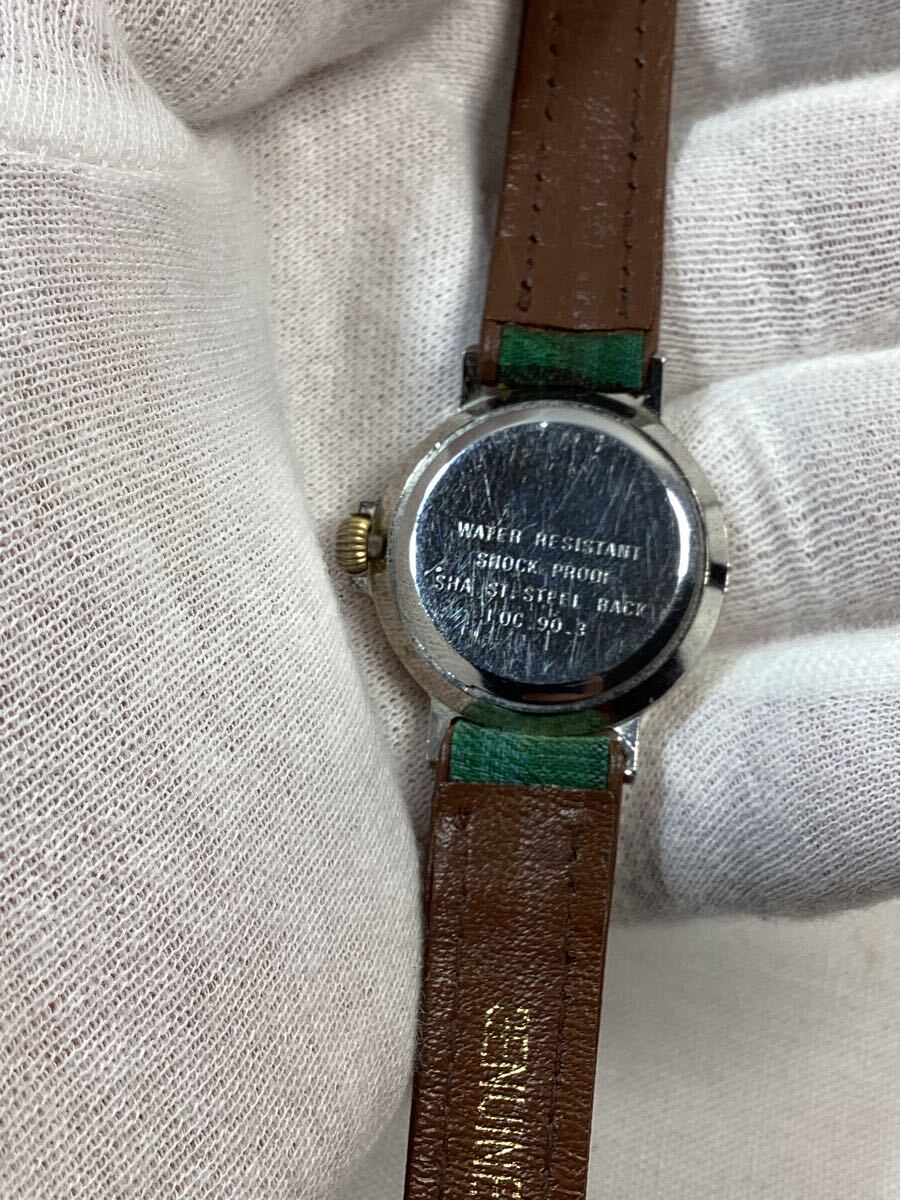 WATER RESISTANT
SHOCK PROOF
SHA ST.STEEL BACK
LOC-90.3
GENUINE